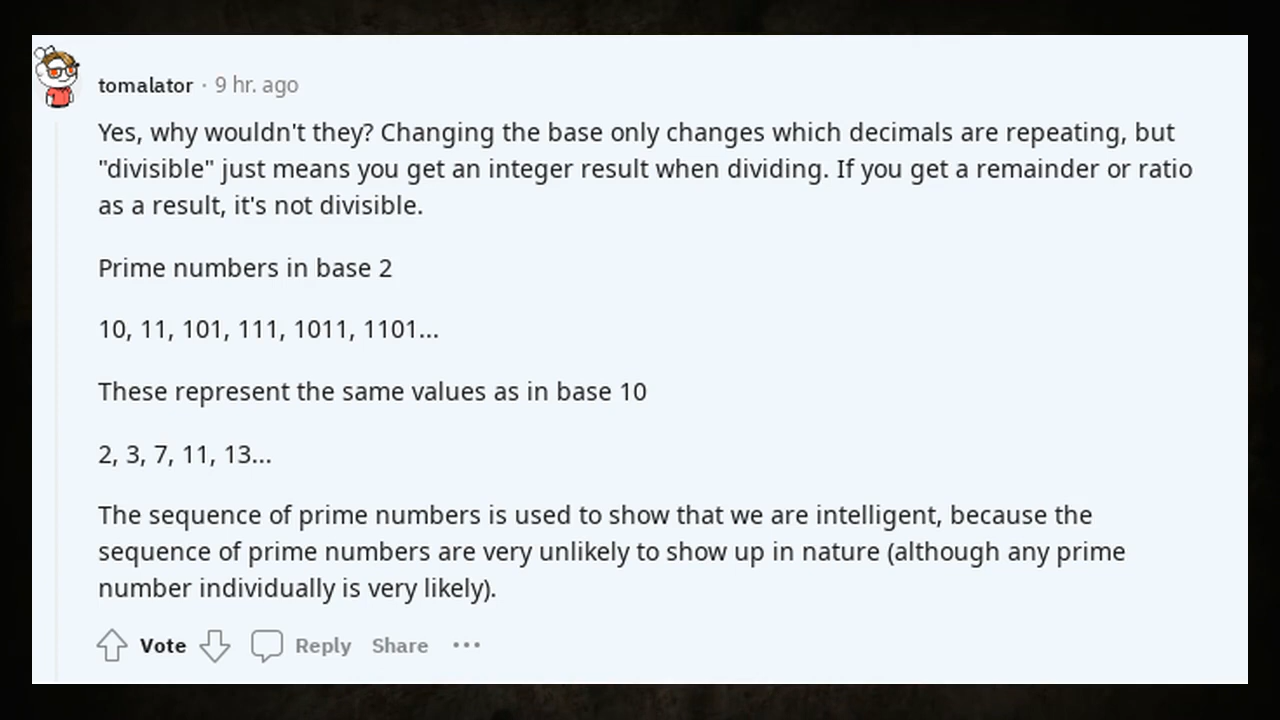 tomalator · 9 hr. ago
Yes, why wouldn't they? Changing the base only changes which decimals are repeating, but
"divisible" just means you get an integer result when dividing. If you get a remainder or ratio
as a result, it's not divisible.
Prime numbers in base 2
10, 11, 101, 111, 1011, 1101...
These represent the same values as in base 10
2, 3, 7, 11, 13...
The sequence of prime numbers is used to show that we are intelligent, because the
sequence of prime numbers are very unlikely to show up in nature (although any prime
number individually is very likely).
Vote Reply Share